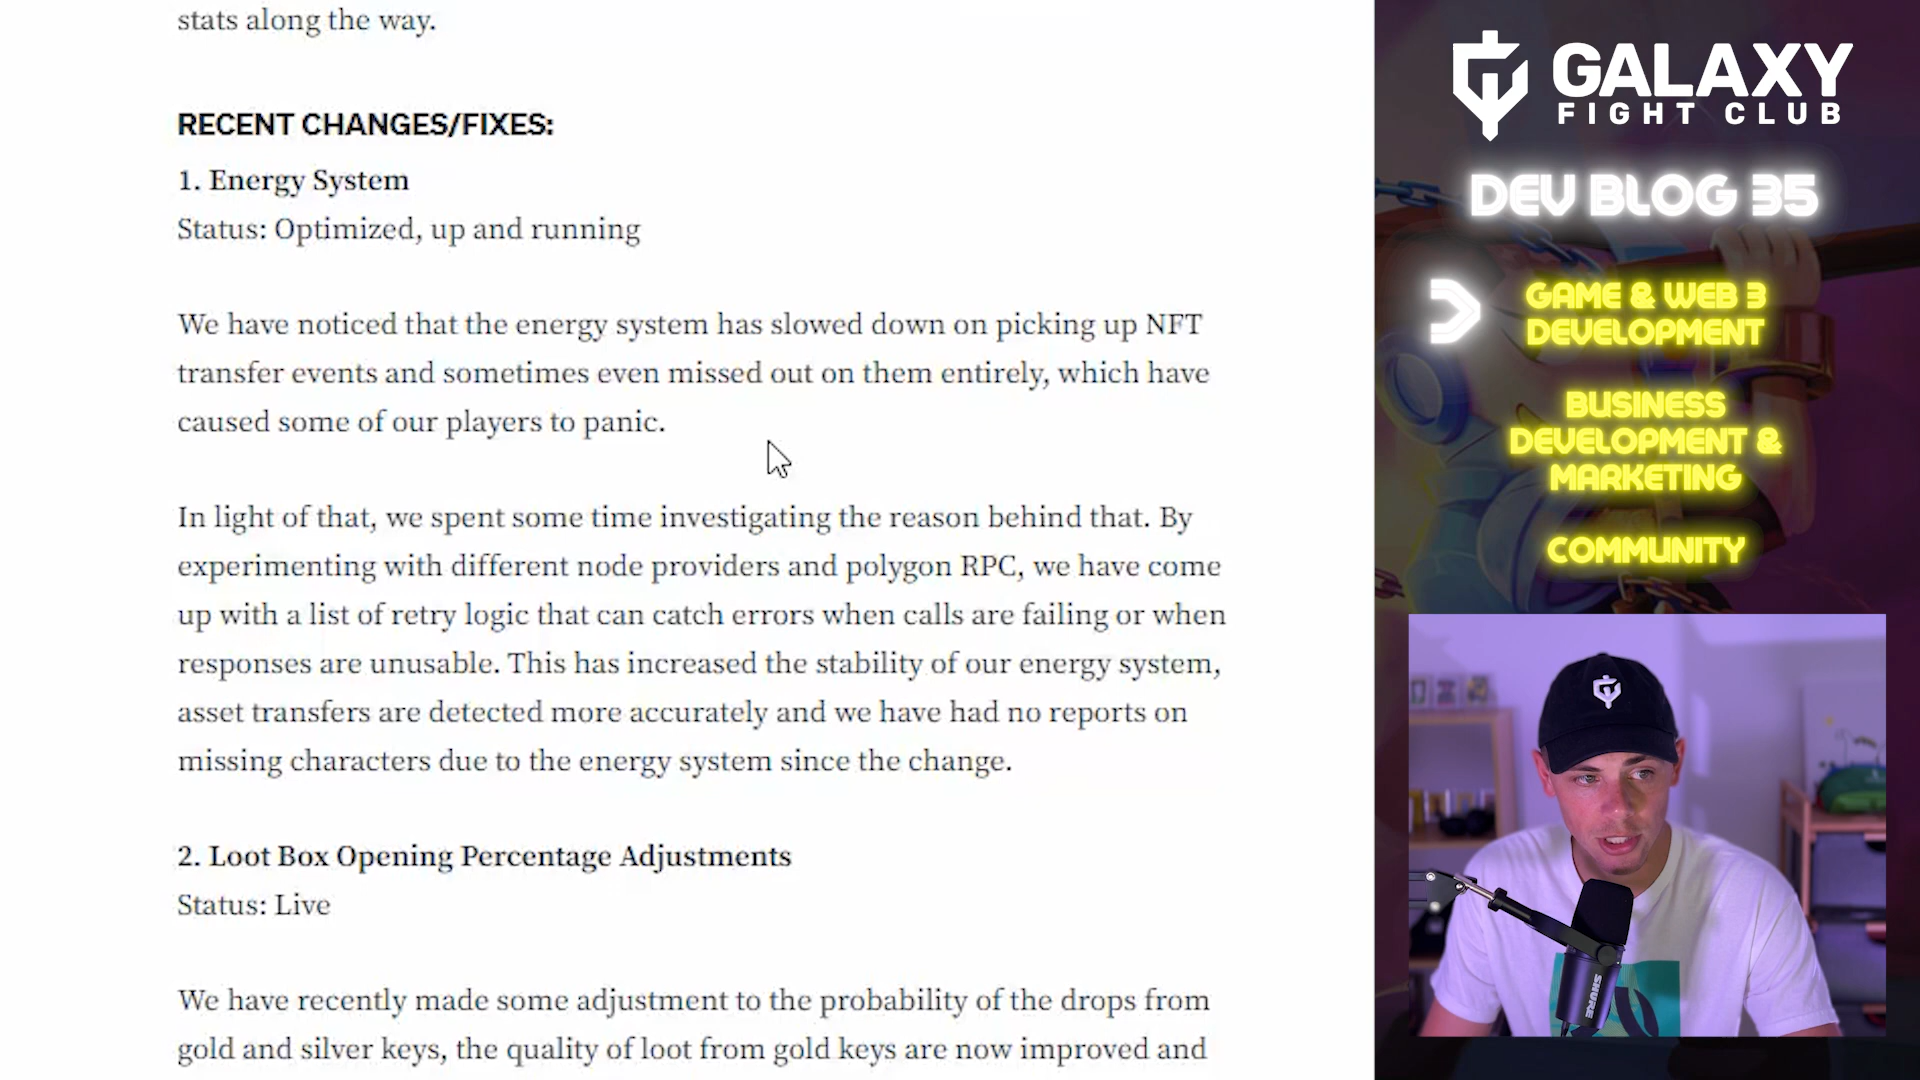 stats along the way.
RECENT CHANGES/FIXES:
1. Energy System
Status: Optimized, up and running
We have noticed that the energy system has slowed down on picking up NFT
transfer events and sometimes even missed out on them entirely, which have
caused some of our players to panic.
In light of that, we spent some time investigating the reason behind that. By
experimenting with different node providers and polygon RPC, we have come
up with a list of retry logic that can catch errors when calls are failing or when
responses are unusable. This has increased the stability of our energy system,
asset transfers are detected more accurately and we have had no reports on
missing characters due to the energy system since the change.
2. Loot Box Opening Percentage Adjustments
Status: Live
We have recently made some adjustment to the probability of the drops from
gold and silver keys, the quality of loot from gold keys are now improved and
GALAXY
FIGHT CLUB
DEV BLOG 35
GAME & WEB 3
DEVELOPMENT
BUSINESS
DEVELOPMENT &
MARKETING
COMMUNITY
SHURE